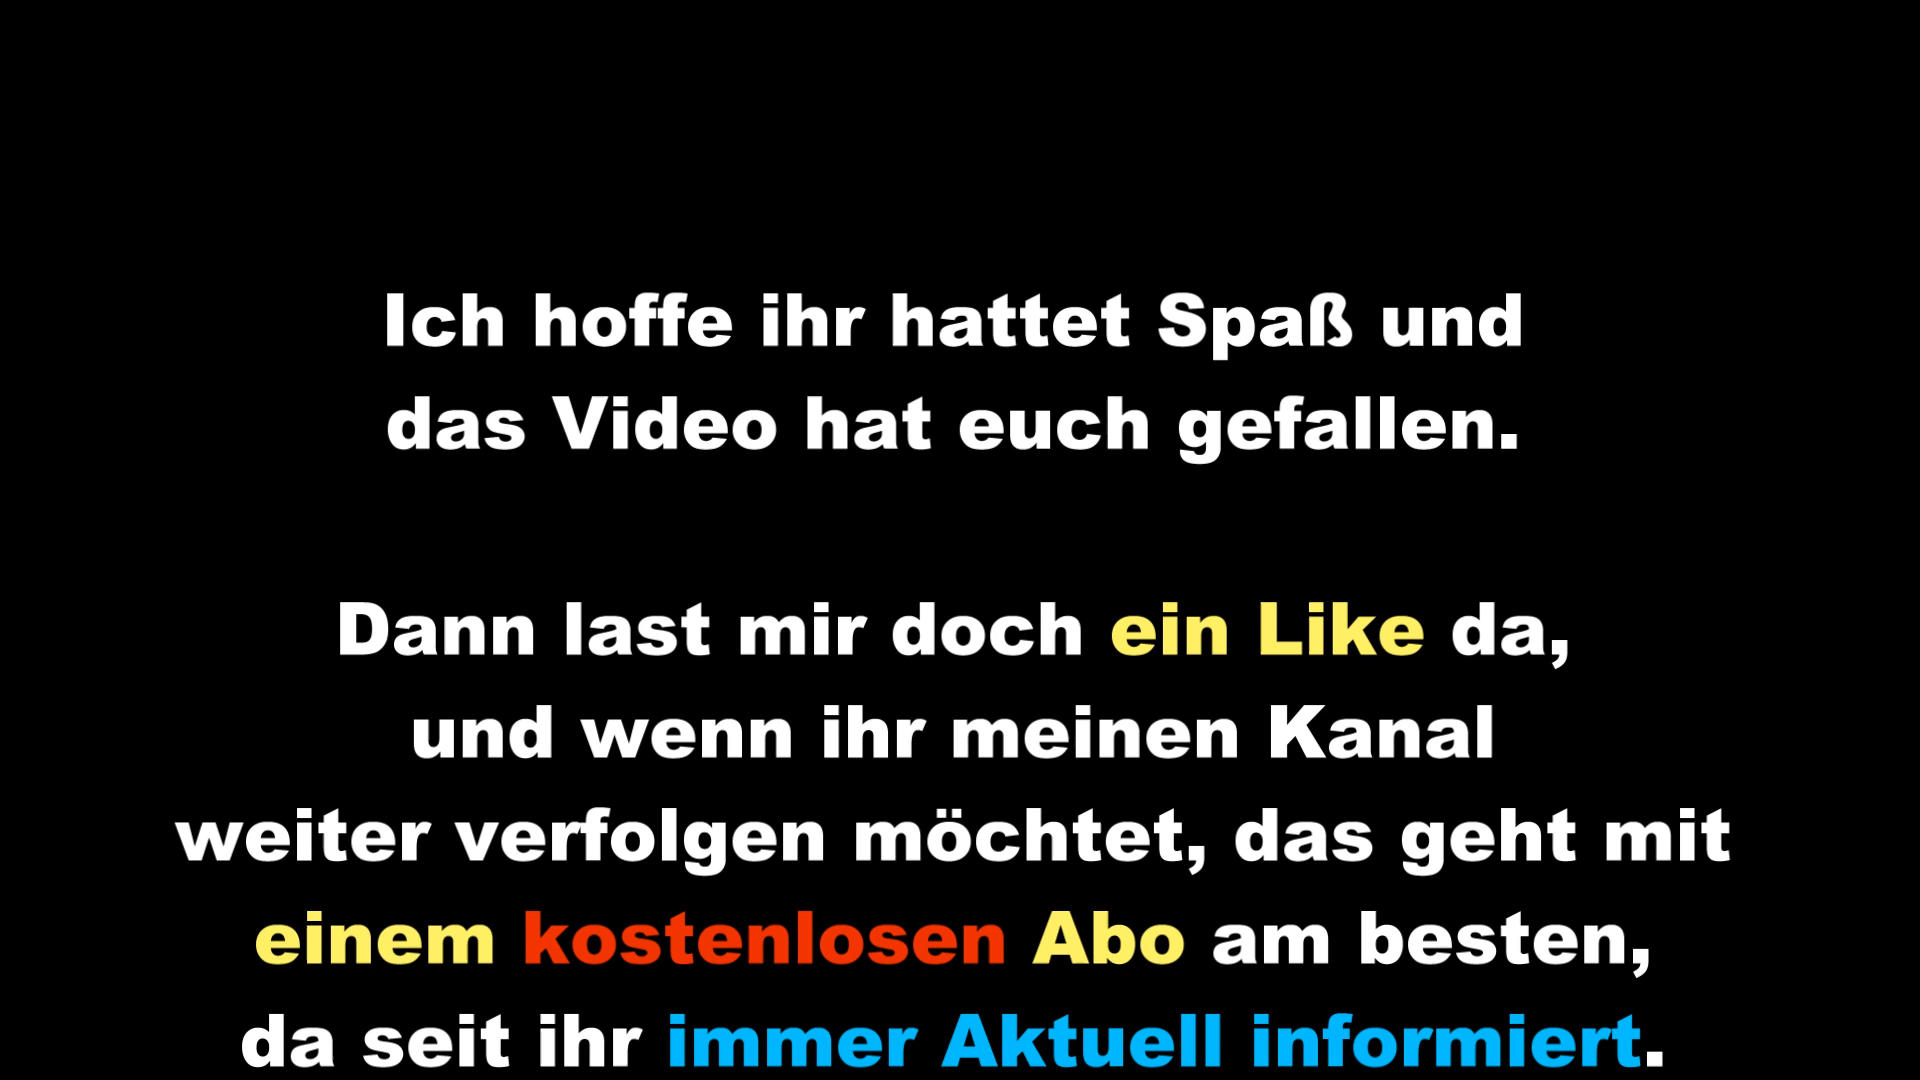 Ich hoffe ihr hattet Spaß und
das Video hat euch gefallen.
Dann last mir doch ein Like da,
und wenn ihr meinen Kanal
weiter verfolgen möchtet, das geht mit
einem kostenlosen Abo am besten,
da seit ihr immer Aktuell informiert.